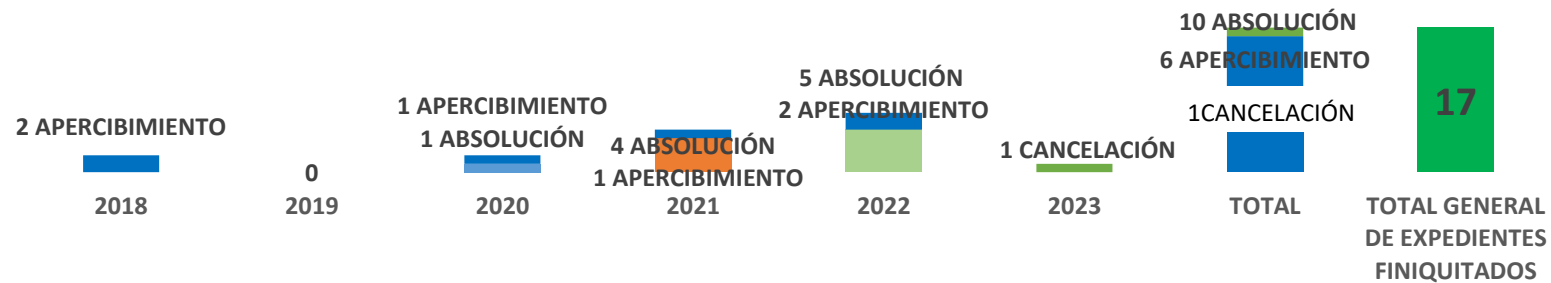 2 APERCIBIMIENTO
2018
0
2019
1 APERCIBIMIENTO
1 ABSOLUCIÓN
2020
4 ABSOLUCIÓN
1 APERCIBIMIENTO
2021
5 ABSOLUCIÓN
2 APERCIBIMIENTO
2022
1 CANCELACIÓN
2023
10 ABSOLUCIÓN
6 APERCIBIMIENTO
1CANCELACIÓN
TOTAL
17
TOTAL GENERAL
DE EXPEDIENTES
FINIQUITADOS